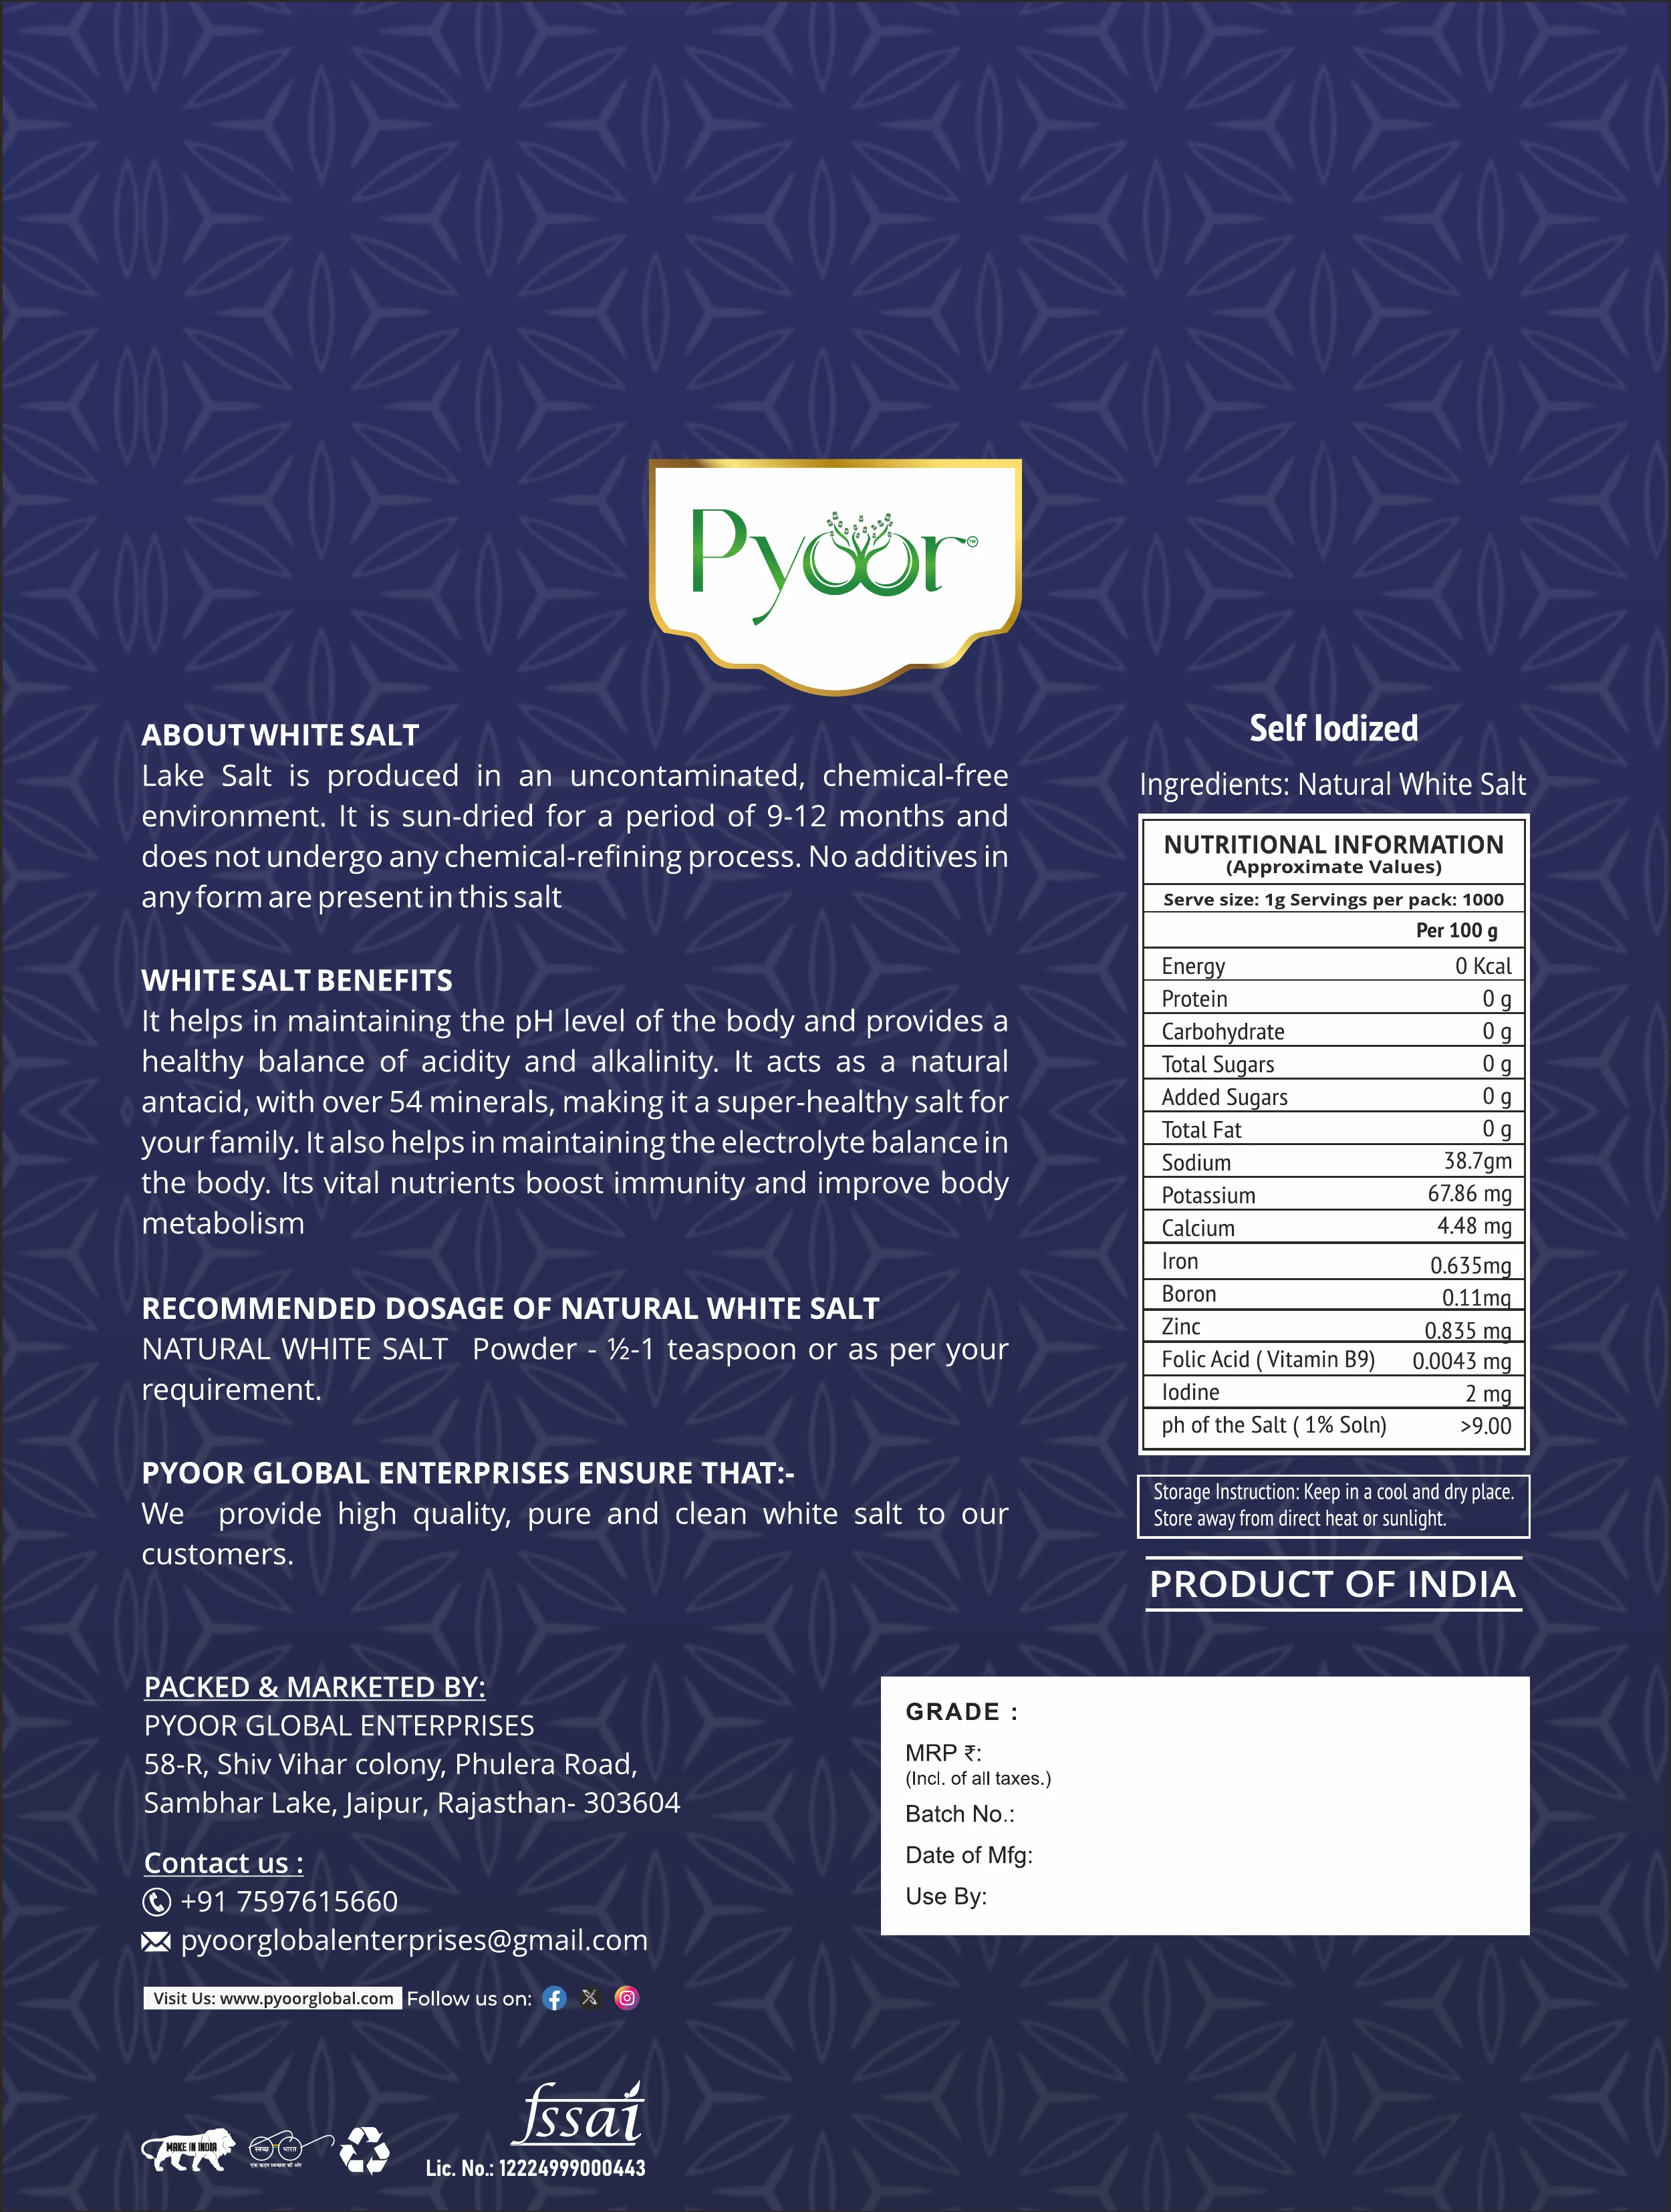 Pyoor™
ABOUT WHITE SALT
Lake Salt is produced in an uncontaminated, chemical-free
environment. It is sun-dried for a period of 9-12 months and
does not undergo any chemical-refining process. No additives in
any form are present in this salt
WHITE SALT BENEFITS
It helps in maintaining the pH level of the body and provides a
healthy balance of acidity and alkalinity. It acts as a natural
antacid, with over 54 minerals, making it a super-healthy salt for
your family. It also helps in maintaining the electrolyte balance in
the body. Its vital nutrients boost immunity and improve body
metabolism
RECOMMENDED DOSAGE OF NATURAL WHITE SALT
NATURAL WHITE SALT Powder - ½-1 teaspoon or as per your
requirement.
PYOOR GLOBAL ENTERPRISES ENSURE THAT:-
We provide high quality, pure and clean white salt to our
customers.
Self Iodized
Ingredients: Natural White Salt
NUTRITIONAL INFORMATION
(Approximate Values)
Serve size: 1g Servings per pack: 1000
Per 100 g
Energy 0 Kcal
Protein 0 g
Carbohydrate 0 g
Total Sugars 0 g
Added Sugars 0 g
Total Fat 0 g
Sodium 38.7gm
Potassium 67.86 mg
Calcium 4.48 mg
Iron 0.635mg
Boron 0.11mg
Zinc 0.835 mg
Folic Acid ( Vitamin B9) 0.0043 mg
Iodine 2 mg
ph of the Salt ( 1% Soln) >9.00
Storage Instruction: Keep in a cool and dry place.
Store away from direct heat or sunlight.
PRODUCT OF INDIA
PACKED & MARKETED BY:
PYOOR GLOBAL ENTERPRISES
58-R, Shiv Vihar colony, Phulera Road,
Sambhar Lake, Jaipur, Rajasthan- 303604
Contact us :
+91 7597615660
pyoorglobalenterprises@gmail.com
Visit Us: www.pyoorglobal.com Follow us on:
GRADE :
MRP ₹:
(Incl. of all taxes.)
Batch No.:
Date of Mfg:
Use By:
MAKE IN INDIA
स्वच्छ भारत
एक कदम स्वच्छता की ओर
fssai
Lic. No.: 12224999000443